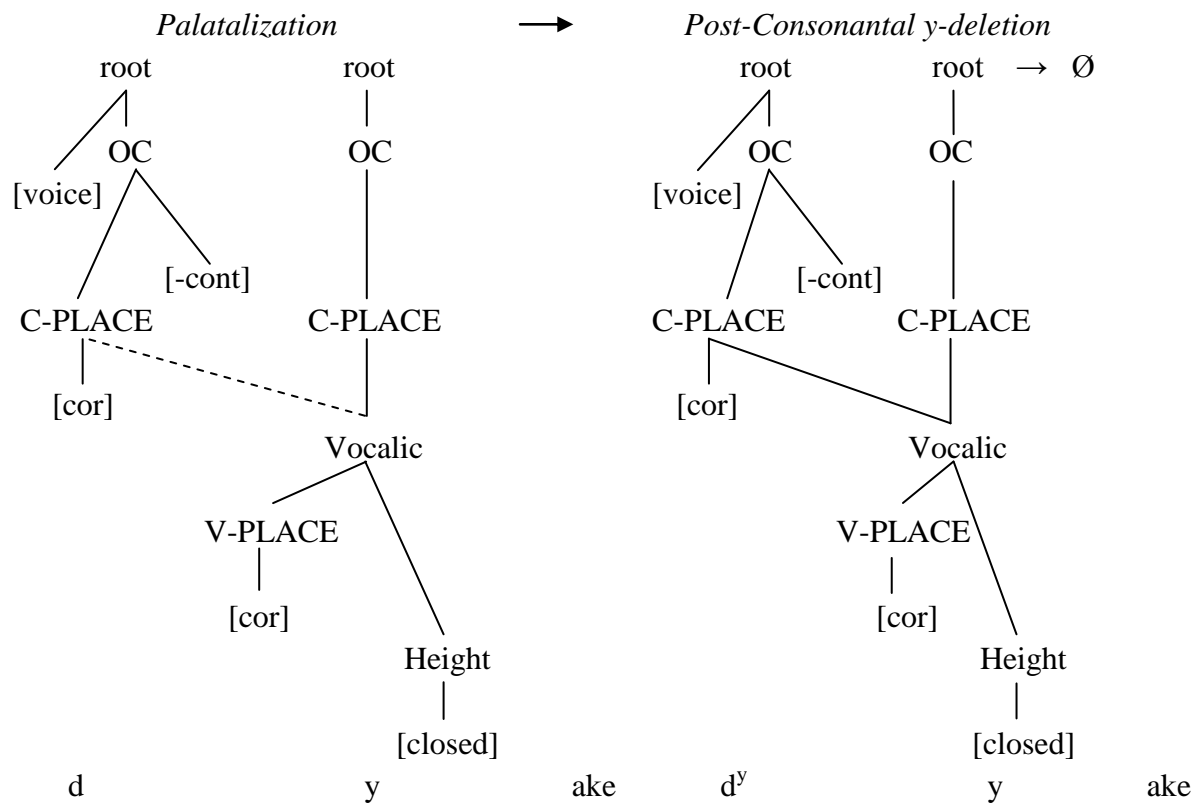 Palatalization → Post-Consonantal y-deletion
root root root root → Ø
OC OC OC OC
[voice] [voice]
[-cont] [-cont]
C-PLACE C-PLACE C-PLACE C-PLACE
[cor] [cor]
Vocalic Vocalic
V-PLACE V-PLACE
[cor] [cor]
Height Height
[closed] [closed]
d y ake dʸ y ake